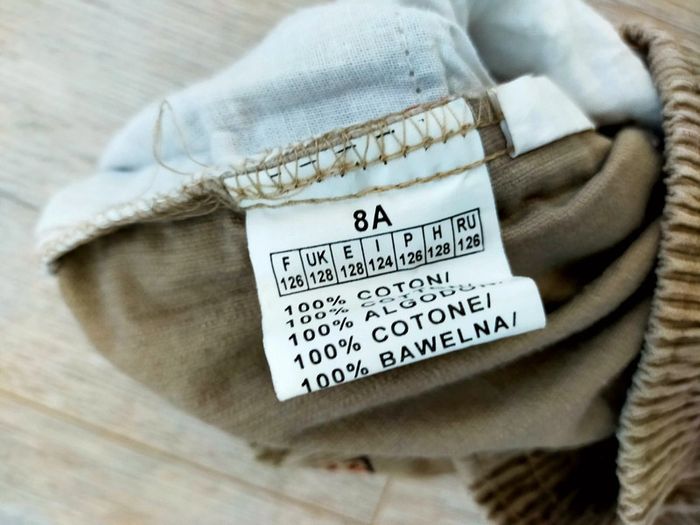 8A
F UK E I P H RU
126 128 128 124 126 128 126
100% COTON/
100% COTTON/
100% ALGODON/
100% COTONE/
100% BAWELNA/